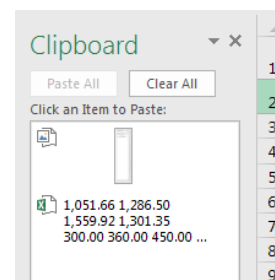 Clipboard
Paste All Clear All
Click an Item to Paste:
1,051.66 1,286.50
1,559.92 1,301.35
300.00 360.00 450.00 ...
1
2
3
4
5
6
7
8
9